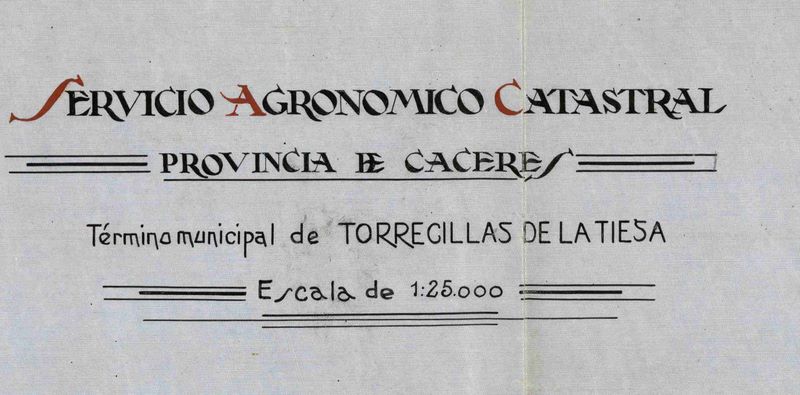 SERVICIO AGRONOMICO CATASTRAL
PROVINCIA DE CACERES
Término municipal de TORRECILLAS DE LA TIESA
Escala de 1:25.000